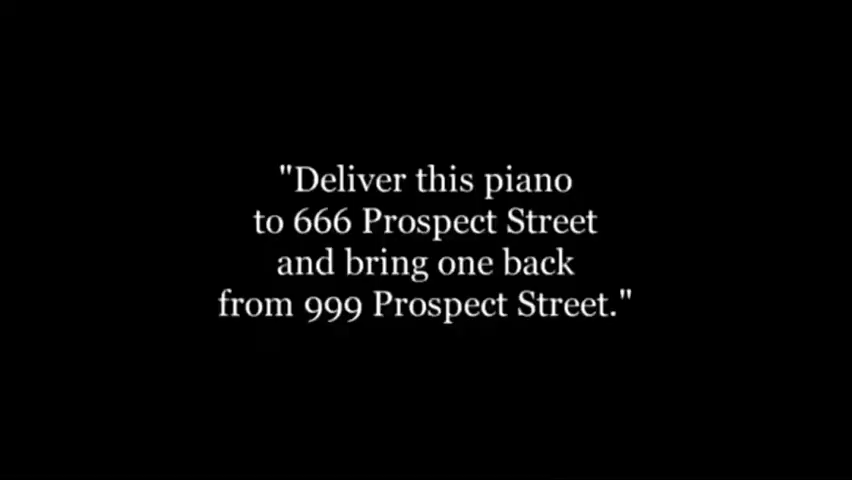 "Deliver this piano
to 666 Prospect Street
and bring one back
from 999 Prospect Street."